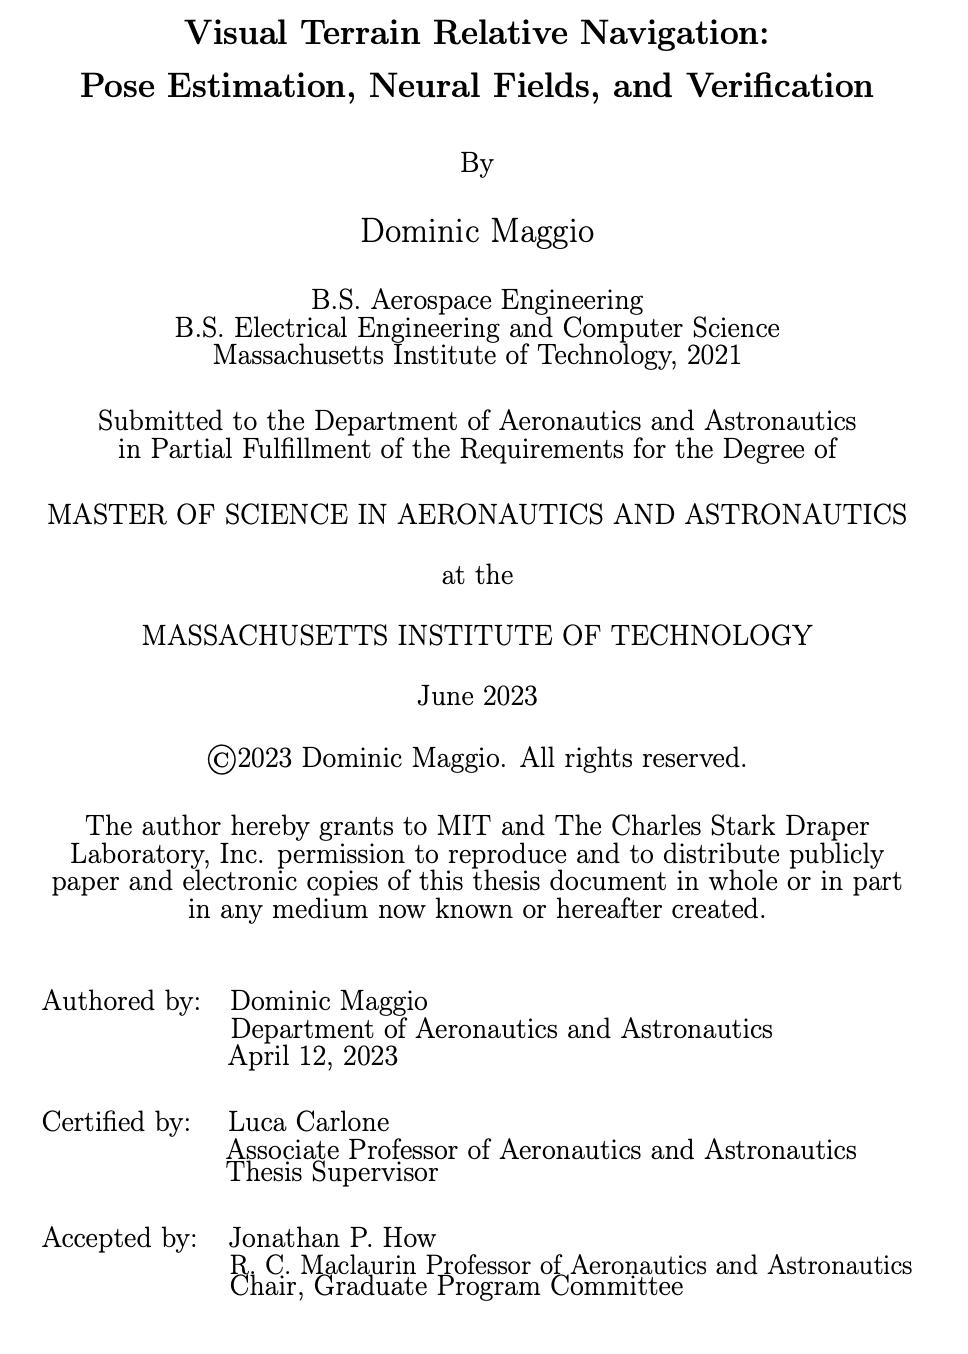 Visual Terrain Relative Navigation:
Pose Estimation, Neural Fields, and Verification
By
Dominic Maggio
B.S. Aerospace Engineering
B.S. Electrical Engineering and Computer Science
Massachusetts Institute of Technology, 2021
Submitted to the Department of Aeronautics and Astronautics
in Partial Fulfillment of the Requirements for the Degree of
MASTER OF SCIENCE IN AERONAUTICS AND ASTRONAUTICS
at the
MASSACHUSETTS INSTITUTE OF TECHNOLOGY
June 2023
©2023 Dominic Maggio. All rights reserved.
The author hereby grants to MIT and The Charles Stark Draper
Laboratory, Inc. permission to reproduce and to distribute publicly
paper and electronic copies of this thesis document in whole or in part
in any medium now known or hereafter created.
Authored by: Dominic Maggio
Department of Aeronautics and Astronautics
April 12, 2023
Certified by: Luca Carlone
Associate Professor of Aeronautics and Astronautics
Thesis Supervisor
Accepted by: Jonathan P. How
R. C. Maclaurin Professor of Aeronautics and Astronautics
Chair, Graduate Program Committee